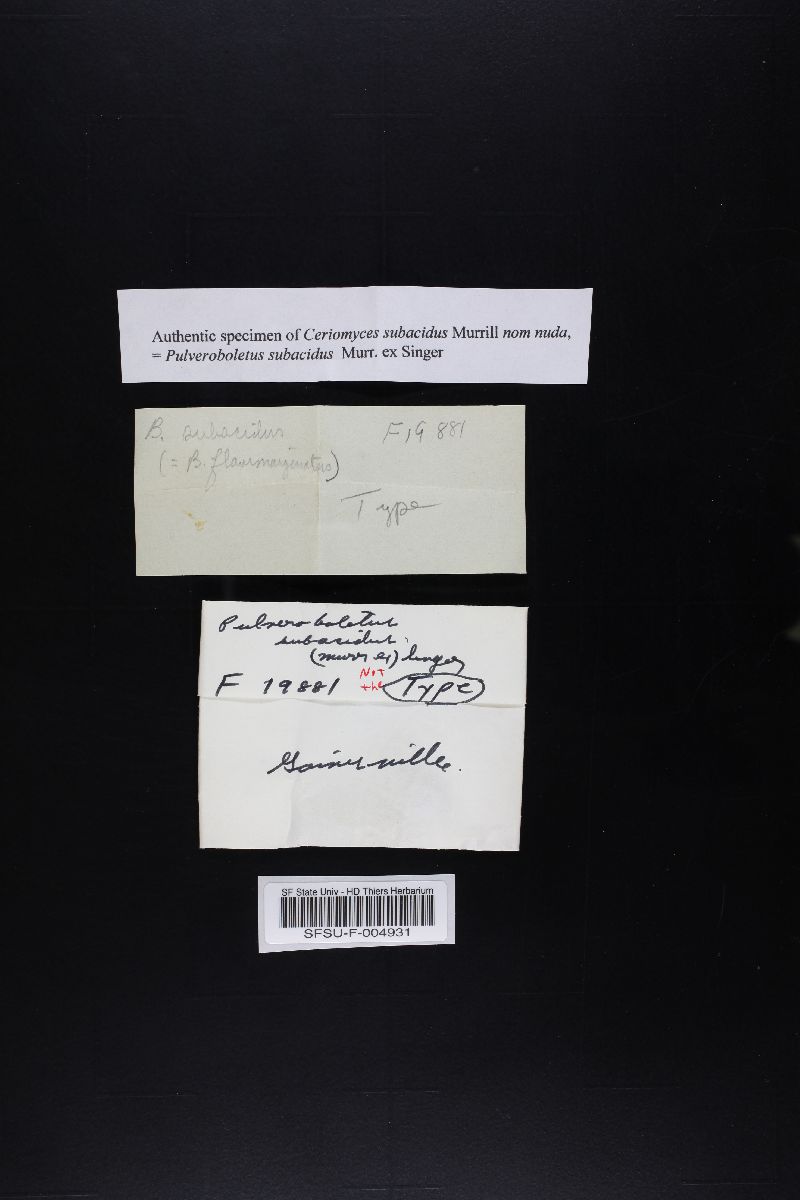 Authentic specimen of Ceriomyces subacidus Murrill nom nuda,
= Pulveroboletus subacidus Murr. ex Singer
B. subacidus
(= B. flavimarginatus)
F 19881
Type
Pulveroboletus
subacidus.
(Murr ex) Singer
F 19881 Not the Type
Gainesville.
SF State Univ - HD Thiers Herbarium
SFSU-F-004931